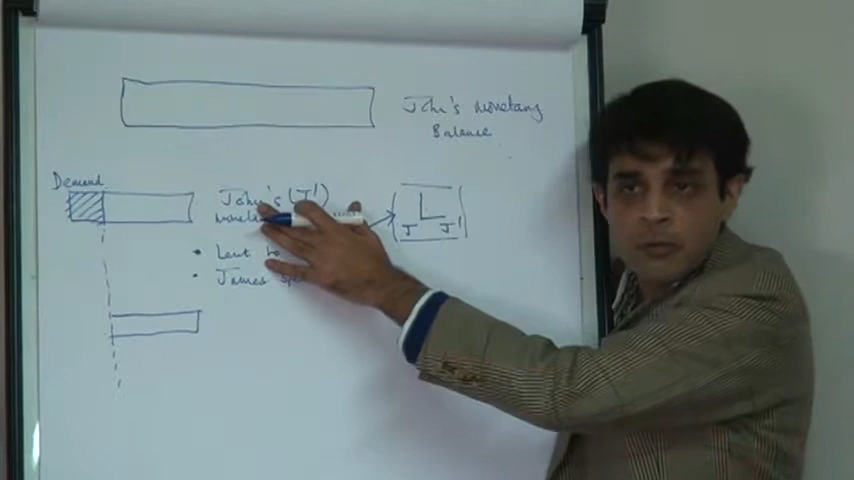 John's monetary
Balance
Demand
John's (J')
• Lent to
• James
L
J J'